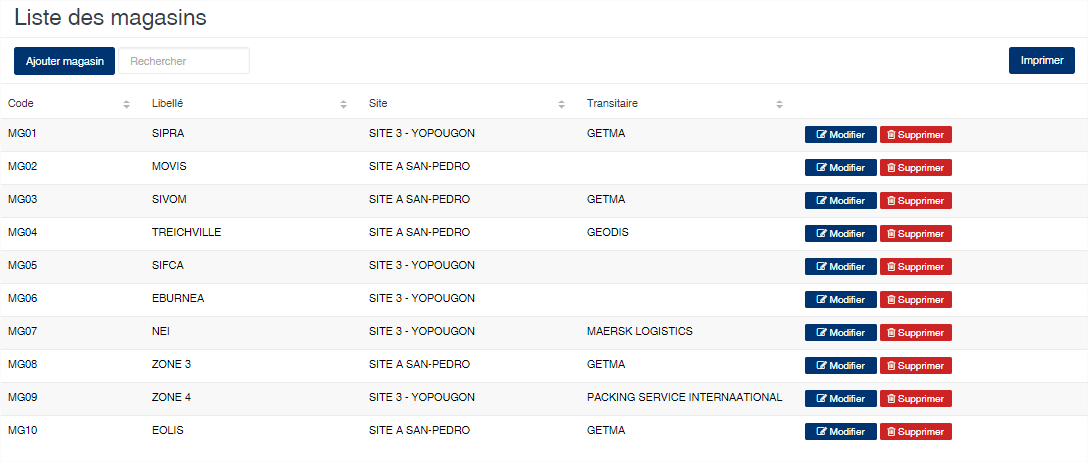 Liste des magasins
Ajouter magasin Rechercher Imprimer
Code Libellé Site Transitaire
MG01 SIPRA SITE 3 - YOPOUGON GETMA Modifier Supprimer
MG02 MOVIS SITE A SAN-PEDRO Modifier Supprimer
MG03 SIVOM SITE A SAN-PEDRO GETMA Modifier Supprimer
MG04 TREICHVILLE SITE A SAN-PEDRO GEODIS Modifier Supprimer
MG05 SIFCA SITE 3 - YOPOUGON Modifier Supprimer
MG06 EBURNEA SITE 3 - YOPOUGON Modifier Supprimer
MG07 NEI SITE 3 - YOPOUGON MAERSK LOGISTICS Modifier Supprimer
MG08 ZONE 3 SITE A SAN-PEDRO GETMA Modifier Supprimer
MG09 ZONE 4 SITE 3 - YOPOUGON PACKING SERVICE INTERNAATIONAL Modifier Supprimer
MG10 EOLIS SITE A SAN-PEDRO GETMA Modifier Supprimer